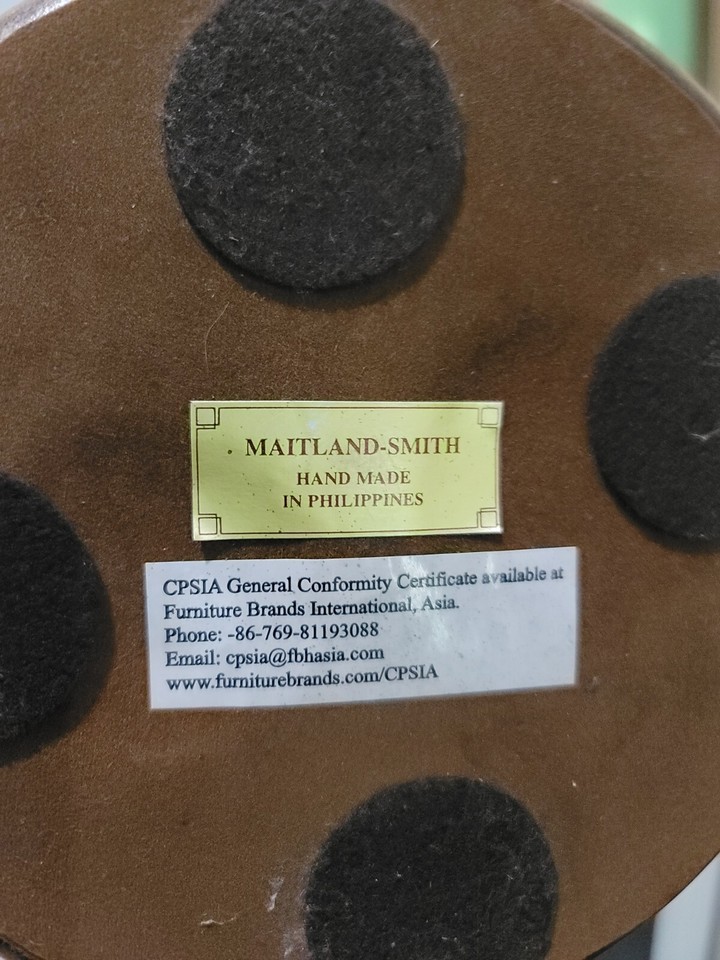 MAITLAND-SMITH
HAND MADE
IN PHILIPPINES
CPSIA General Conformity Certificate available at
Furniture Brands International, Asia.
Phone: -86-769-81193088
Email: cpsia@fbhasia.com
www.furniturebrands.com/CPSIA